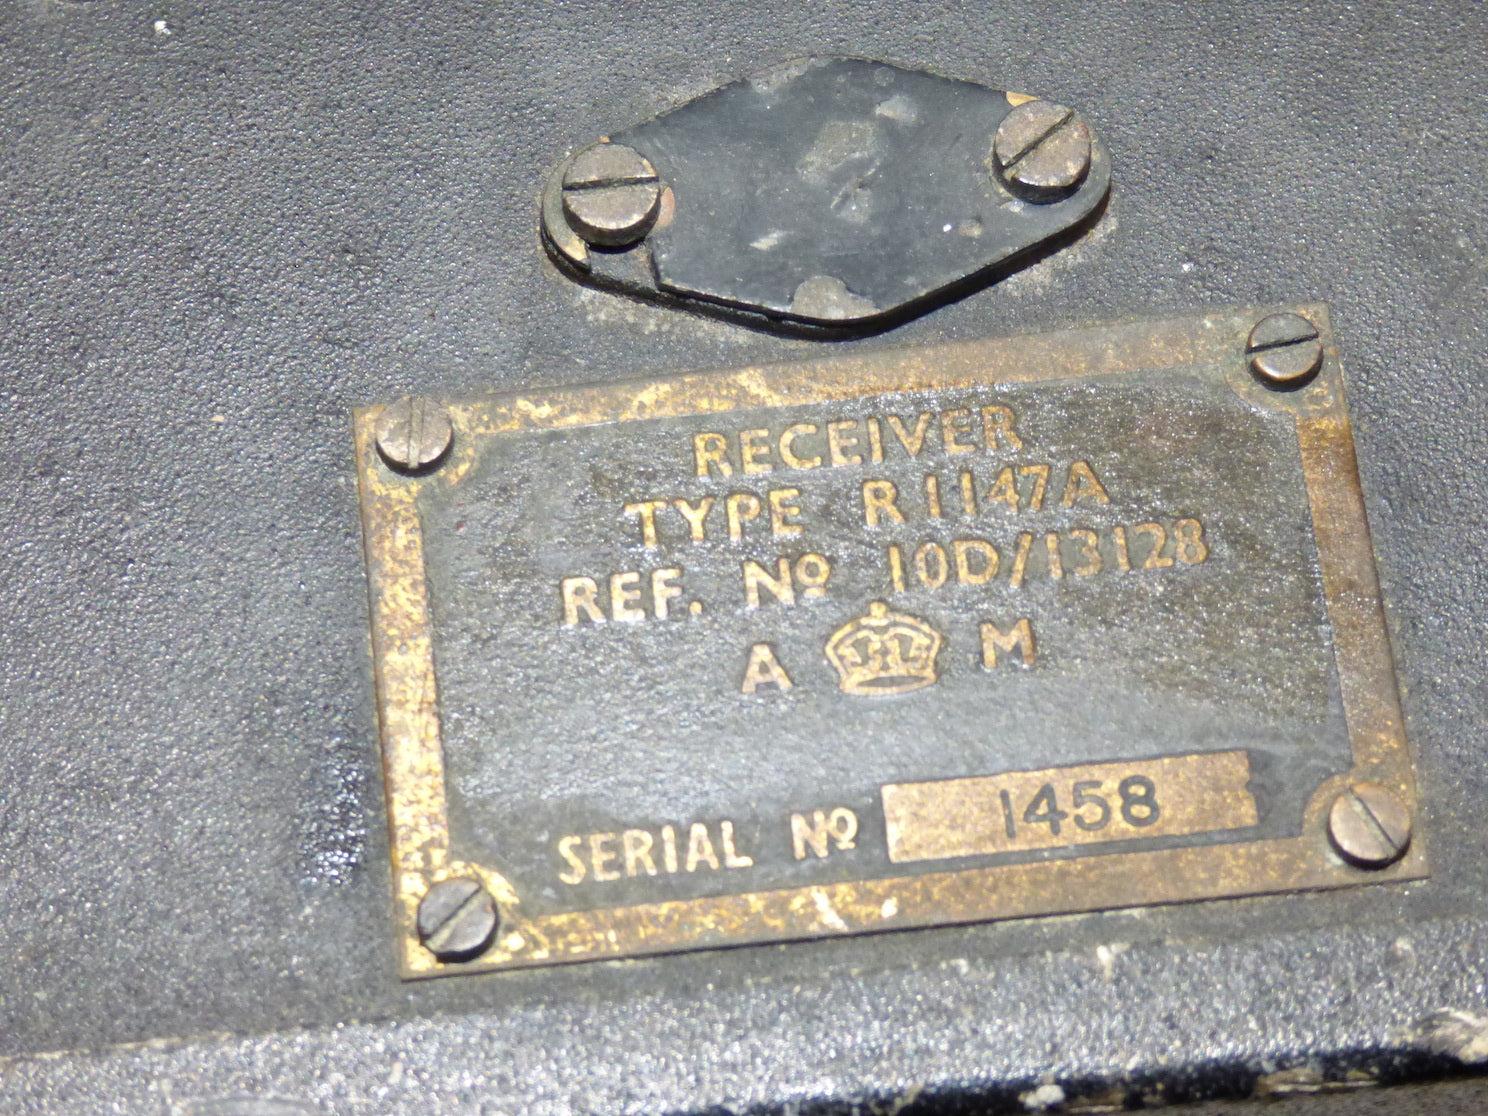 RECEIVER
TYPE R1147A
REF. Nº 10D/13128
A M
SERIAL Nº 1458